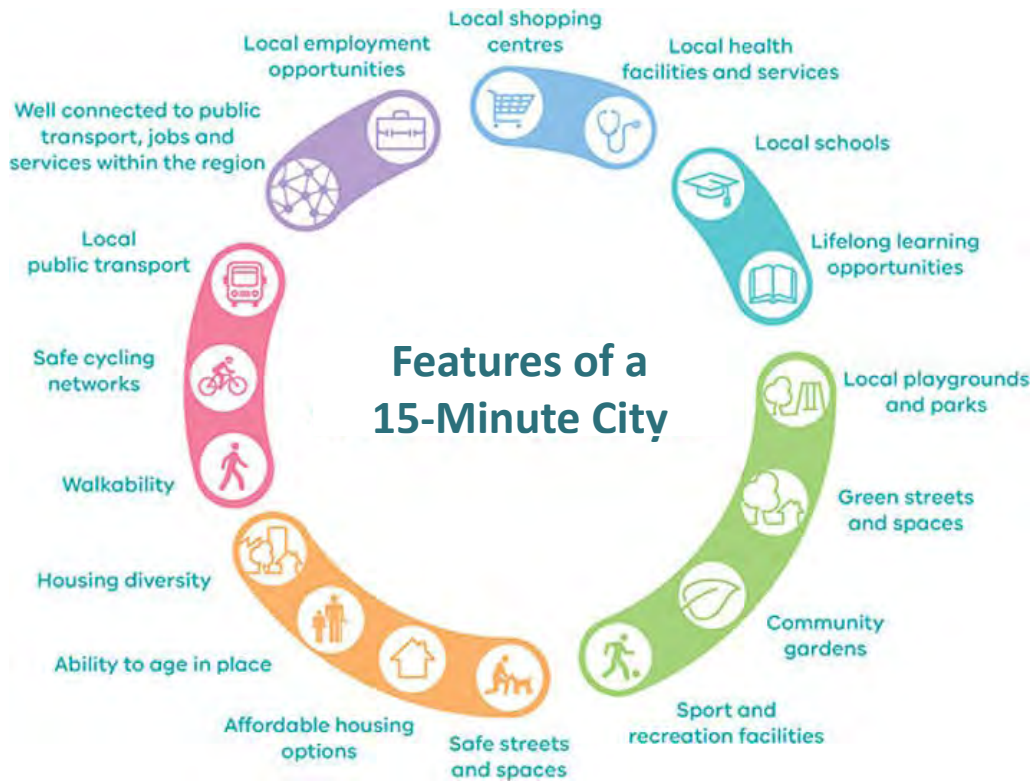 Features of a
15-Minute City
Local shopping
centres
Local health
facilities and services
Local schools
Lifelong learning
opportunities
Local playgrounds
and parks
Green streets
and spaces
Community
gardens
Sport and
recreation facilities
Safe streets
and spaces
Affordable housing
options
Ability to age in place
Housing diversity
Walkability
Safe cycling
networks
Local
public transport
Well connected to public
transport, jobs and
services within the region
Local employment
opportunities